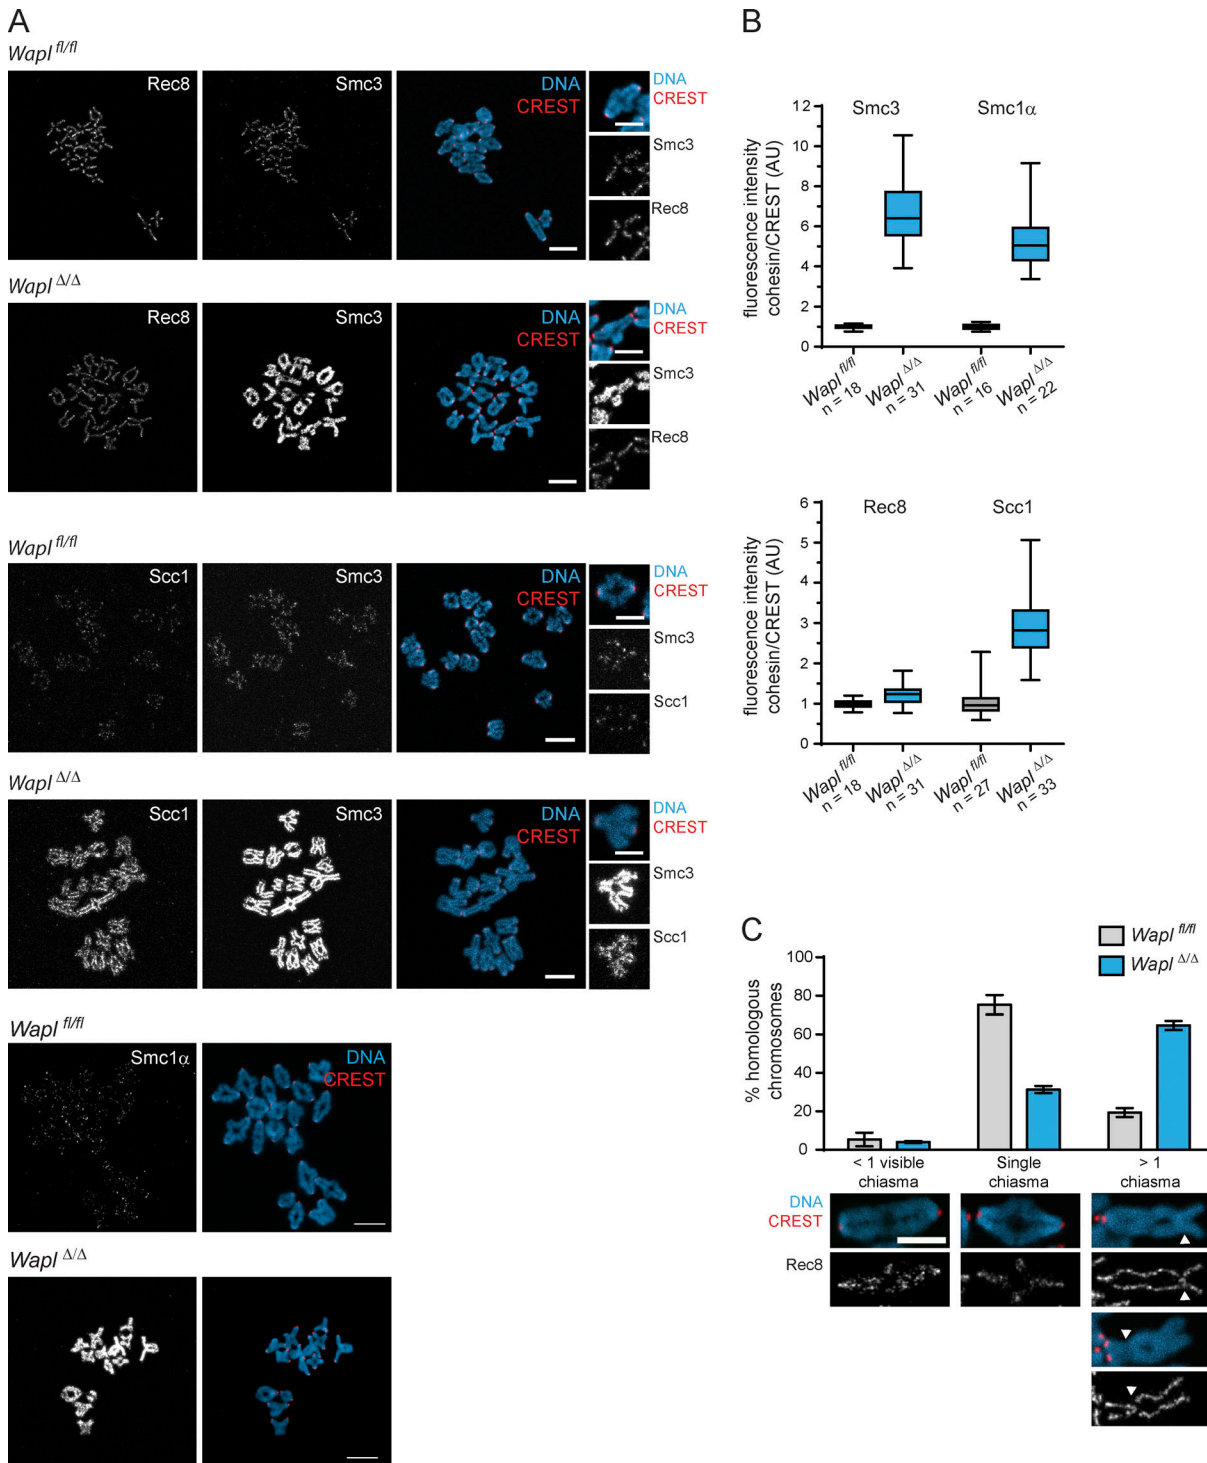 A
Wapl fl/fl
Rec8
Smc3
DNA
CREST
DNA
CREST
Smc3
Rec8
Wapl Δ/Δ
Rec8
Smc3
DNA
CREST
DNA
CREST
Smc3
Rec8
Wapl fl/fl
Scc1
Smc3
DNA
CREST
DNA
CREST
Smc3
Scc1
Wapl Δ/Δ
Scc1
Smc3
DNA
CREST
DNA
CREST
Smc3
Scc1
Wapl fl/fl
Smc1α
DNA
CREST
Wapl Δ/Δ
B
fluorescence intensity
cohesin/CREST (AU)
12
10
8
6
4
2
0
Smc3
Smc1α
Wapl fl/fl
n = 18
Wapl Δ/Δ
n = 31
Wapl fl/fl
n = 16
Wapl Δ/Δ
n = 22
fluorescence intensity
cohesin/CREST (AU)
6
5
4
3
2
1
0
Rec8
Scc1
Wapl fl/fl
n = 18
Wapl Δ/Δ
n = 31
Wapl fl/fl
n = 27
Wapl Δ/Δ
n = 33
C
Wapl fl/fl
Wapl Δ/Δ
% homologous
chromosomes
100
80
60
40
20
0
< 1 visible
chiasma
Single
chiasma
> 1
chiasma
DNA
CREST
Rec8